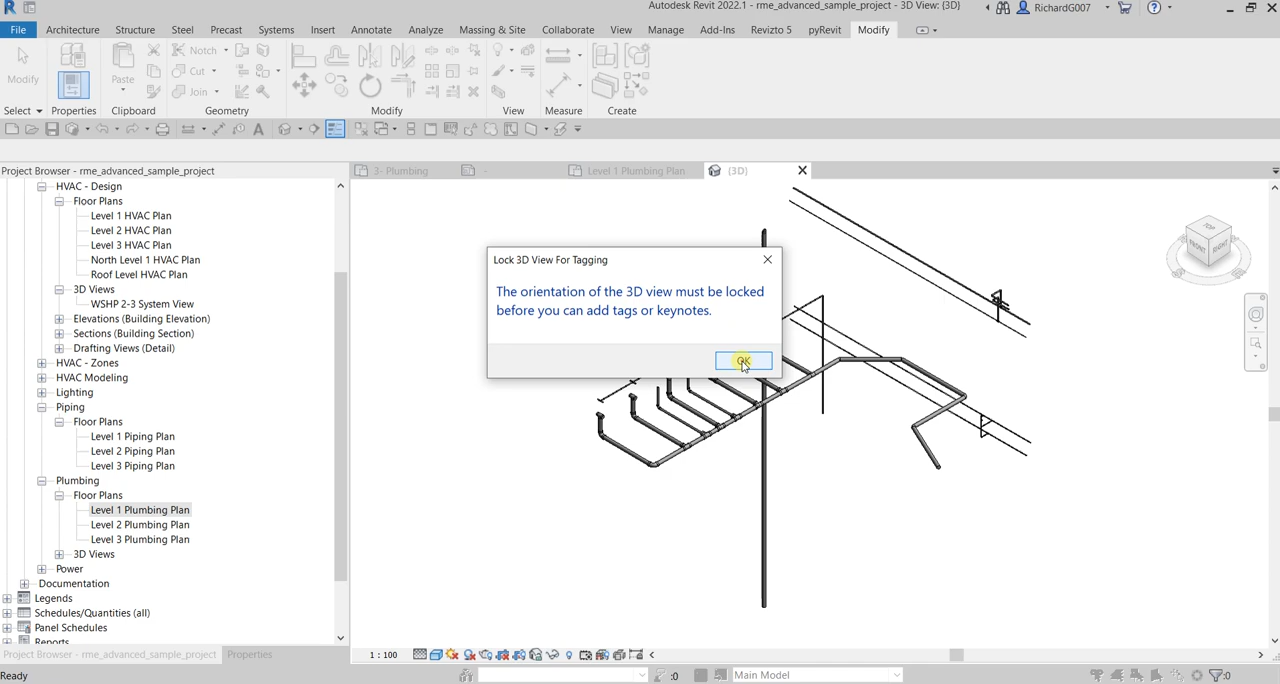 Autodesk Revit 2022.1 - rme_advanced_sample_project - 3D View: {3D}
RichardG007
File Architecture Structure Steel Precast Systems Insert Annotate Analyze Massing & Site Collaborate View Manage Add-Ins Revizto 5 pyRevit Modify
Modify
Paste
Notch
Cut
Join
Select Properties Clipboard Geometry Modify View Measure Create
Project Browser - rme_advanced_sample_project
3- Plumbing
-
Level 1 Plumbing Plan
{3D}
HVAC - Design
Floor Plans
Level 1 HVAC Plan
Level 2 HVAC Plan
Level 3 HVAC Plan
North Level 1 HVAC Plan
Roof Level HVAC Plan
3D Views
WSHP 2-3 System View
Elevations (Building Elevation)
Sections (Building Section)
Drafting Views (Detail)
HVAC - Zones
HVAC Modeling
Lighting
Piping
Floor Plans
Level 1 Piping Plan
Level 2 Piping Plan
Level 3 Piping Plan
Plumbing
Floor Plans
Level 1 Plumbing Plan
Level 2 Plumbing Plan
Level 3 Plumbing Plan
3D Views
Power
Documentation
Legends
Schedules/Quantities (all)
Panel Schedules
Reports
Lock 3D View For Tagging
The orientation of the 3D view must be locked
before you can add tags or keynotes.
OK
TOP
FRONT
RIGHT
Project Browser - rme_advanced_sample_project
Properties
1 : 100
Ready
:0
Main Model
:0